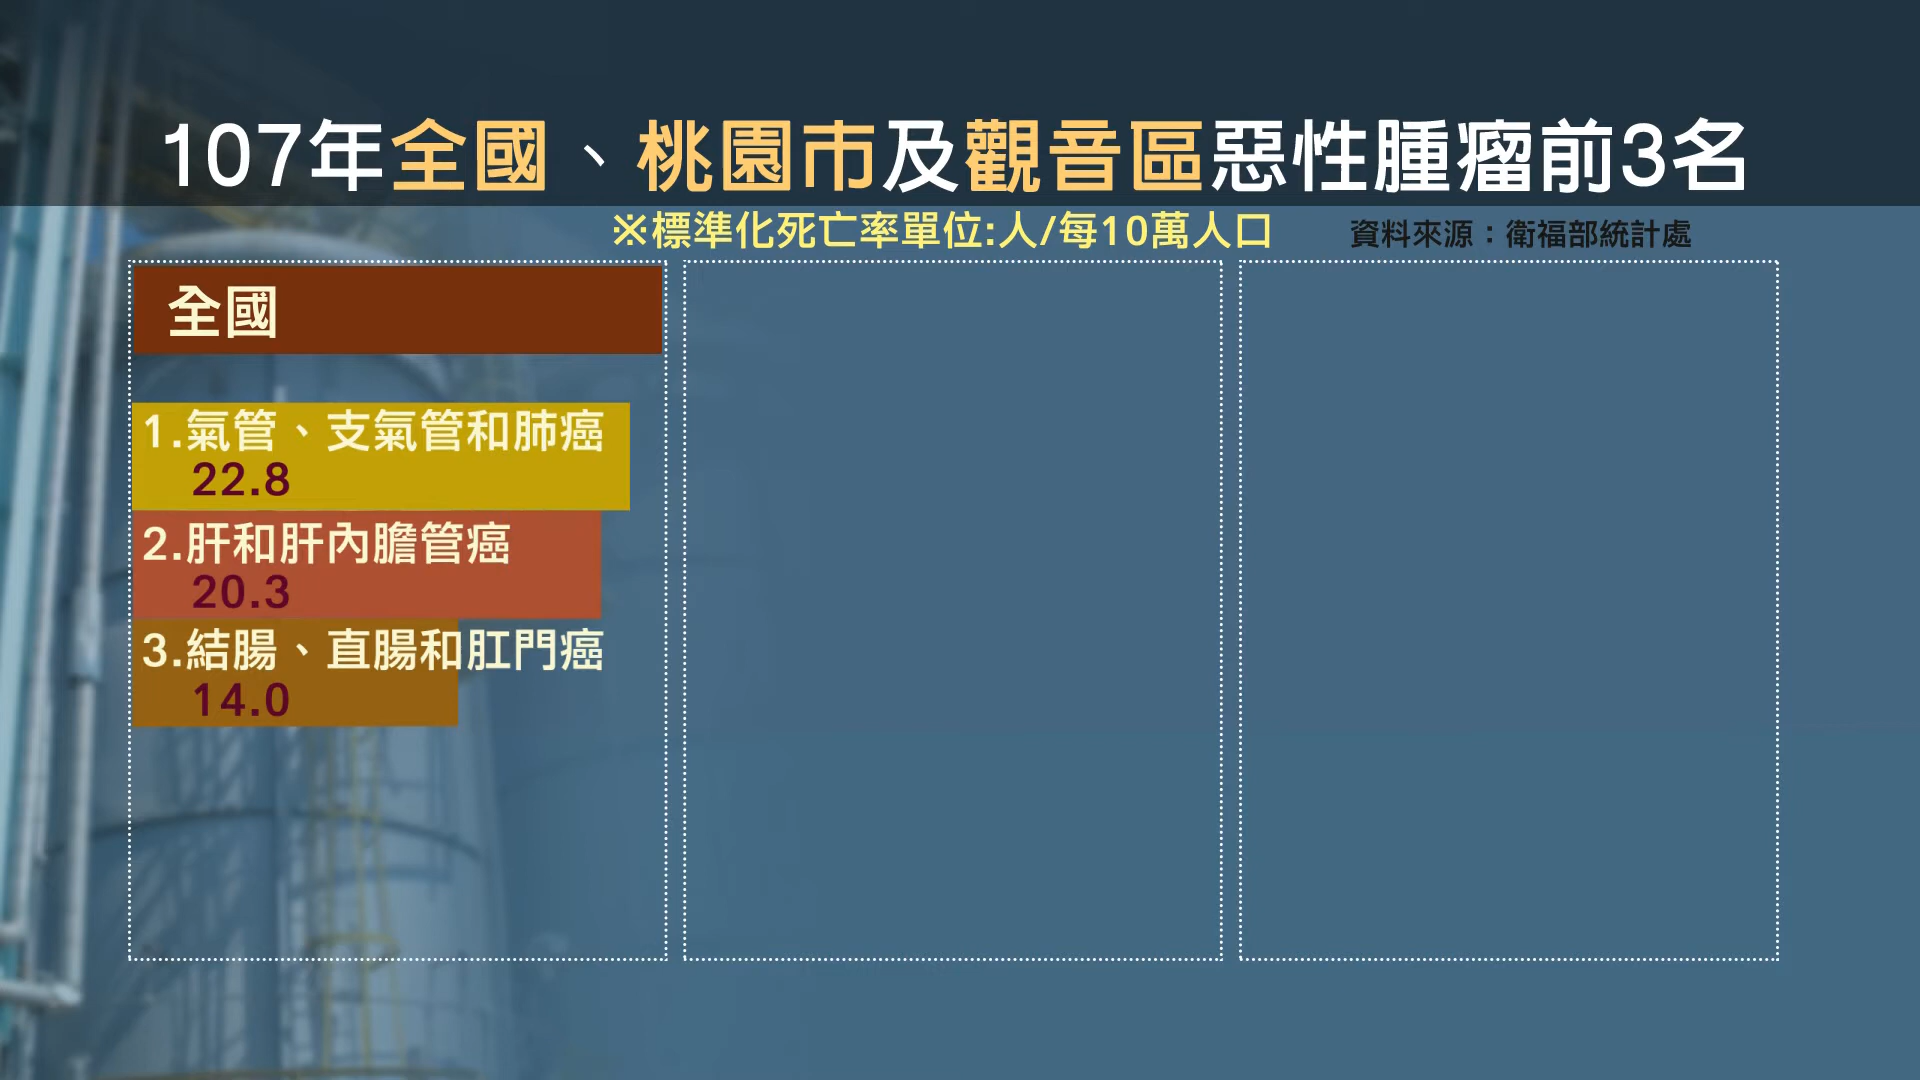 107年全國、桃園市及觀音區惡性腫瘤前3名
※標準化死亡率單位:人/每10萬人口
資料來源：衛福部統計處
全國
1.氣管、支氣管和肺癌
22.8
2.肝和肝內膽管癌
20.3
3.結腸、直腸和肛門癌
14.0